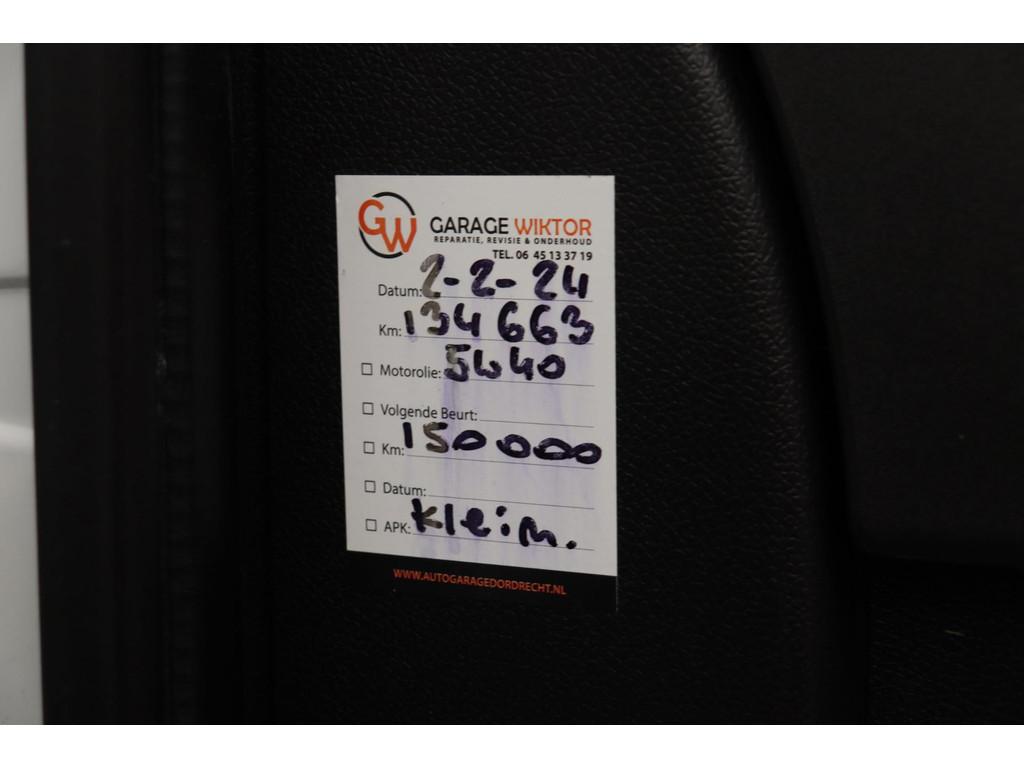 GW GARAGE WIKTOR
REPARATIE, REVISIE & ONDERHOUD
TEL. 06 45 13 37 19
Datum: 2-2-24
Km: 134663
☐ Motorolie: 5W40
☐ Volgende Beurt:
☐ Km: 150000
☐ Datum:
☐ APK: Klein.
WWW.AUTOGARAGEDORDRECHT.NL